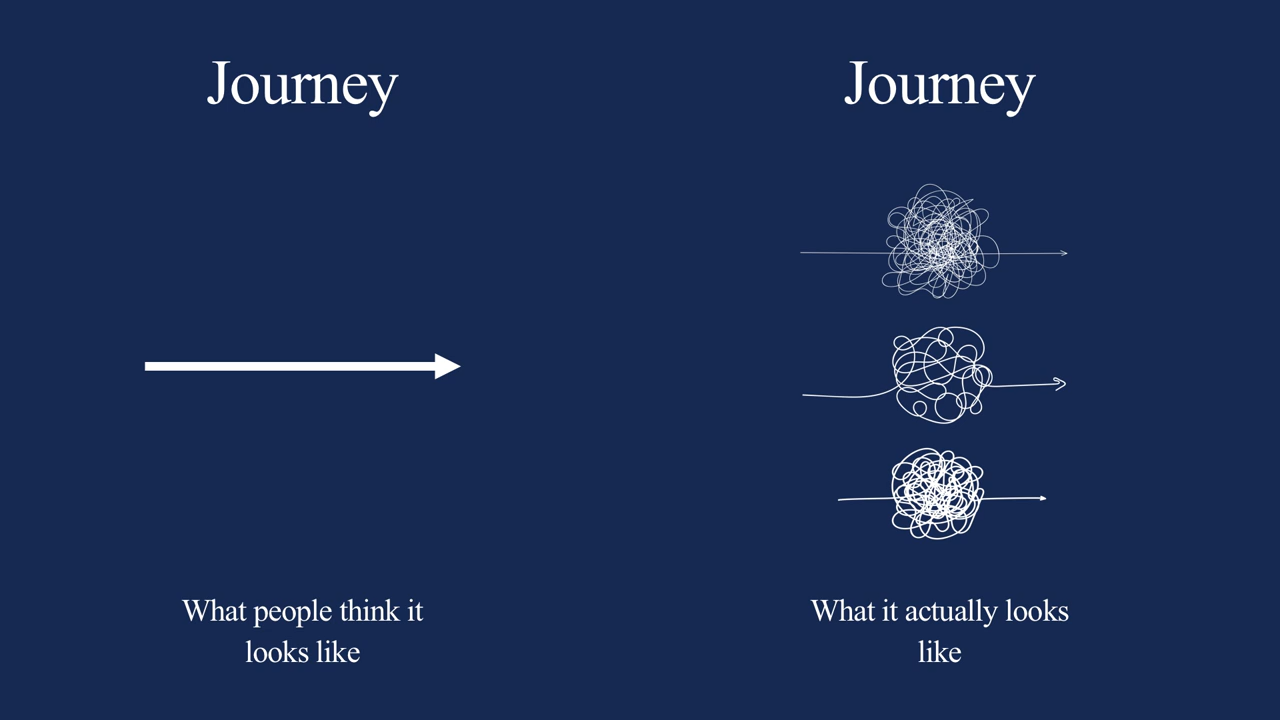 Journey
What people think it
looks like
Journey
What it actually looks
like